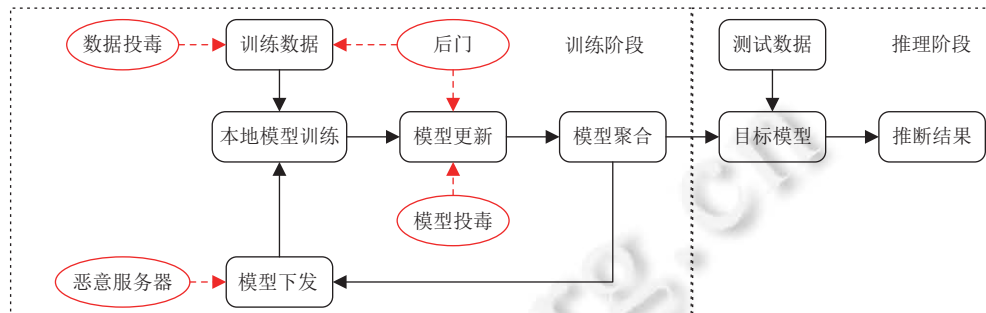 数据投毒
训练数据
后门
训练阶段
测试数据
推理阶段
本地模型训练
模型更新
模型聚合
目标模型
推断结果
模型投毒
恶意服务器
模型下发
rg.cn